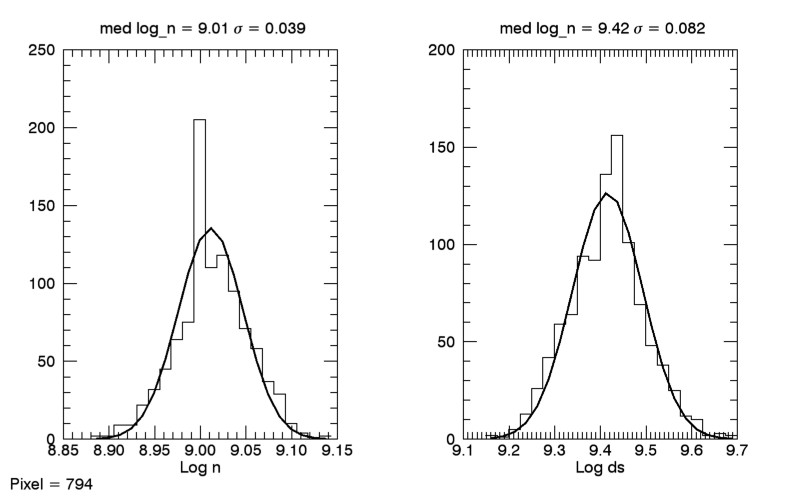 med log_n = 9.01 σ = 0.039
250
200
150
100
50
0
8.85 8.90 8.95 9.00 9.05 9.10 9.15
Log n
med log_n = 9.42 σ = 0.082
200
150
100
50
0
9.1 9.2 9.3 9.4 9.5 9.6 9.7
Log ds
Pixel = 794